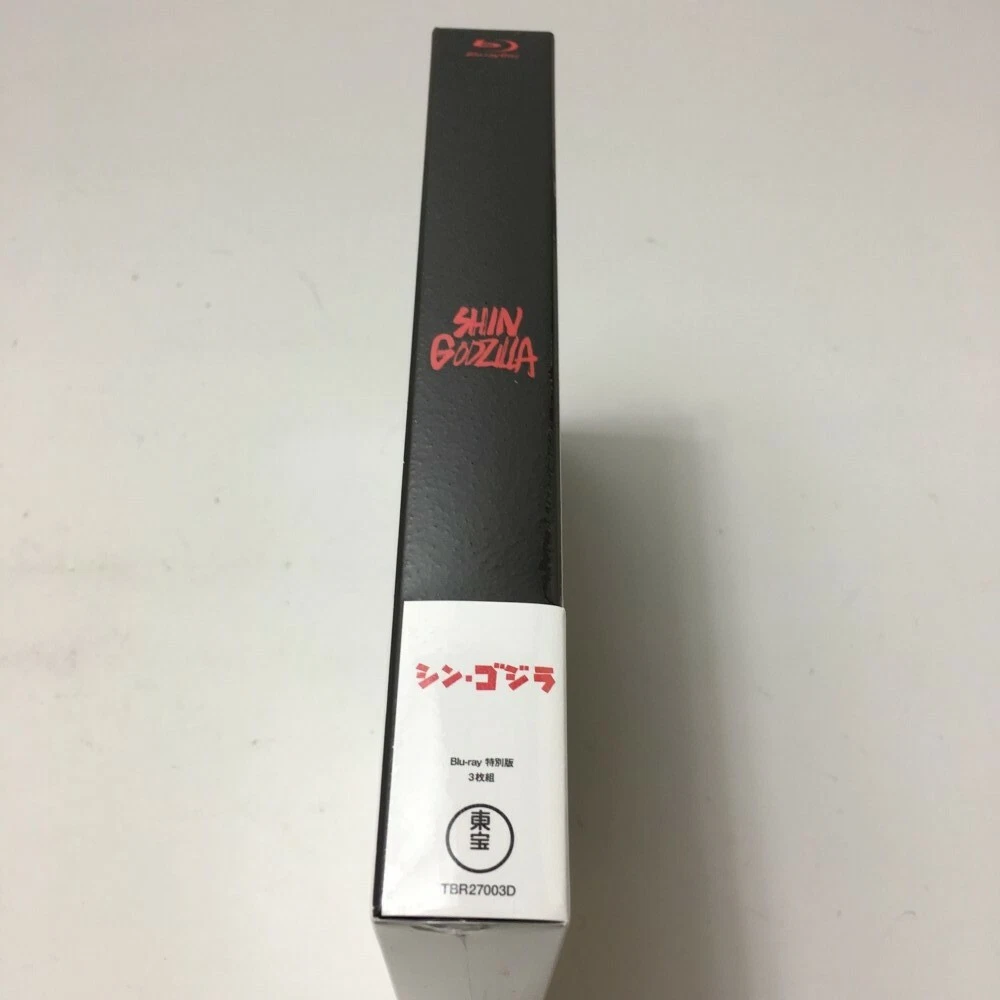 Blu-ray Disc
SHIN
GODZILLA
シン・ゴジラ
Blu-ray 特別版
3枚組
東宝
TBR27003D